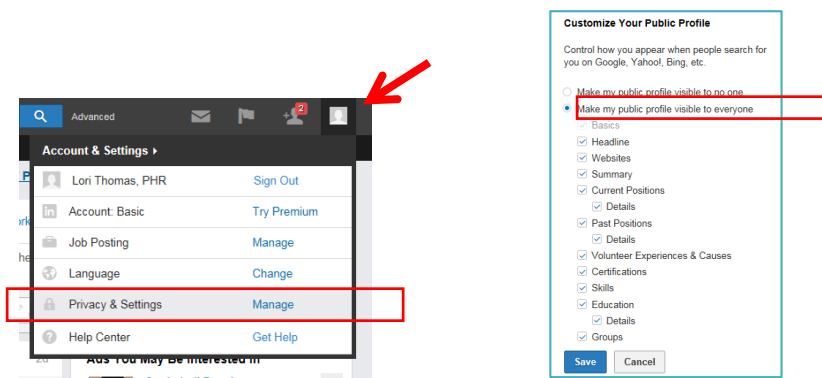 Advanced
2
Account & Settings
P
Lori Thomas, PHR Sign Out
Account: Basic Try Premium
ork
Job Posting Manage
he
Language Change
Privacy & Settings Manage
Help Center Get Help
Ads You May Be Interested In
Customize Your Public Profile
Control how you appear when people search for
you on Google, Yahoo!, Bing, etc.
Make my public profile visible to no one
Make my public profile visible to everyone
Basics
Headline
Websites
Summary
Current Positions
Details
Past Positions
Details
Volunteer Experiences & Causes
Certifications
Skills
Education
Details
Groups
Save Cancel